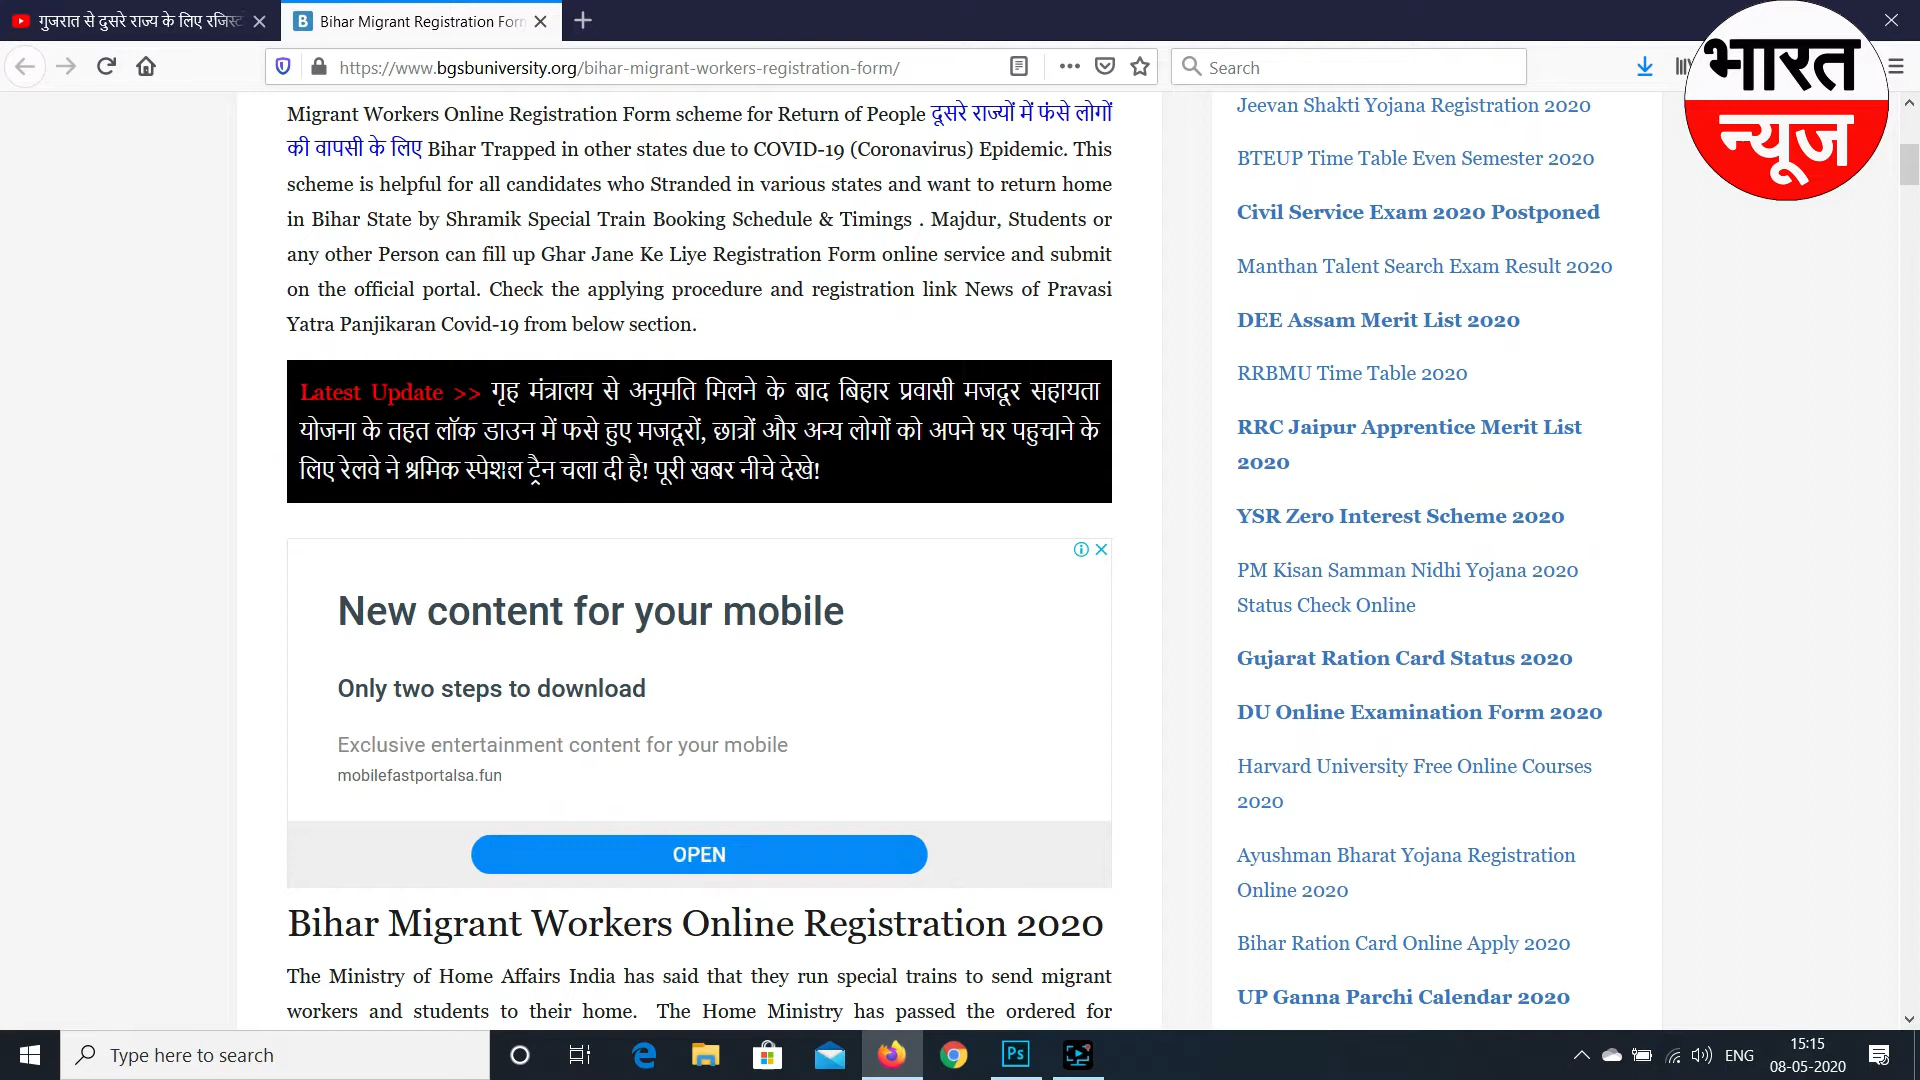 गुजरात से दुसरे राज्य के लिए रजिस्ट
Bihar Migrant Registration Form
https://www.bgsbuniversity.org/bihar-migrant-workers-registration-form/
Search
भारत
न्यूज
Migrant Workers Online Registration Form scheme for Return of People दूसरे राज्यों में फंसे लोगों
की वापसी के लिए Bihar Trapped in other states due to COVID-19 (Coronavirus) Epidemic. This
scheme is helpful for all candidates who Stranded in various states and want to return home
in Bihar State by Shramik Special Train Booking Schedule & Timings . Majdur, Students or
any other Person can fill up Ghar Jane Ke Liye Registration Form online service and submit
on the official portal. Check the applying procedure and registration link News of Pravasi
Yatra Panjikaran Covid-19 from below section.
Latest Update >> गृह मंत्रालय से अनुमति मिलने के बाद बिहार प्रवासी मजदूर सहायता
योजना के तहत लॉक डाउन में फसे हुए मजदूरों, छात्रों और अन्य लोगों को अपने घर पहुचाने के
लिए रेलवे ने श्रमिक स्पेशल ट्रैन चला दी है! पूरी खबर नीचे देखे!
New content for your mobile
Only two steps to download
Exclusive entertainment content for your mobile
mobilefastportalsa.fun
OPEN
Bihar Migrant Workers Online Registration 2020
The Ministry of Home Affairs India has said that they run special trains to send migrant
workers and students to their home. The Home Ministry has passed the ordered for
Jeevan Shakti Yojana Registration 2020
BTEUP Time Table Even Semester 2020
Civil Service Exam 2020 Postponed
Manthan Talent Search Exam Result 2020
DEE Assam Merit List 2020
RRBMU Time Table 2020
RRC Jaipur Apprentice Merit List
2020
YSR Zero Interest Scheme 2020
PM Kisan Samman Nidhi Yojana 2020
Status Check Online
Gujarat Ration Card Status 2020
DU Online Examination Form 2020
Harvard University Free Online Courses
2020
Ayushman Bharat Yojana Registration
Online 2020
Bihar Ration Card Online Apply 2020
UP Ganna Parchi Calendar 2020
Type here to search
Ps
ENG
15:15
08-05-2020